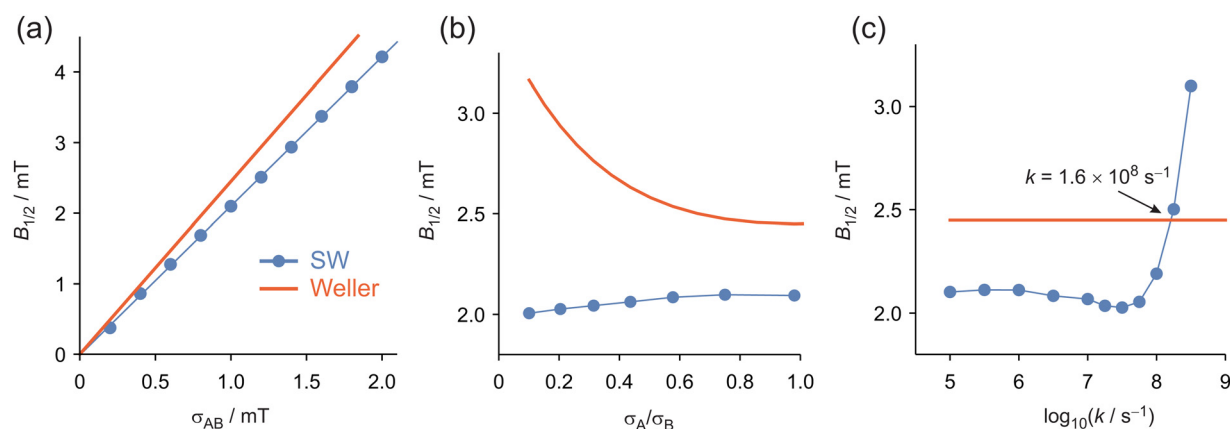 (a)
4
3
2
1
0
B1/2 / mT
0
0.5
1.0
1.5
2.0
σAB / mT
SW
Weller
(b)
3.0
2.5
2.0
B1/2 / mT
0
0.2
0.4
0.6
0.8
1.0
σA/σB
(c)
3.0
2.5
2.0
B1/2 / mT
k = 1.6 × 10⁸ s⁻¹
5
6
7
8
9
log₁₀(k / s⁻¹)